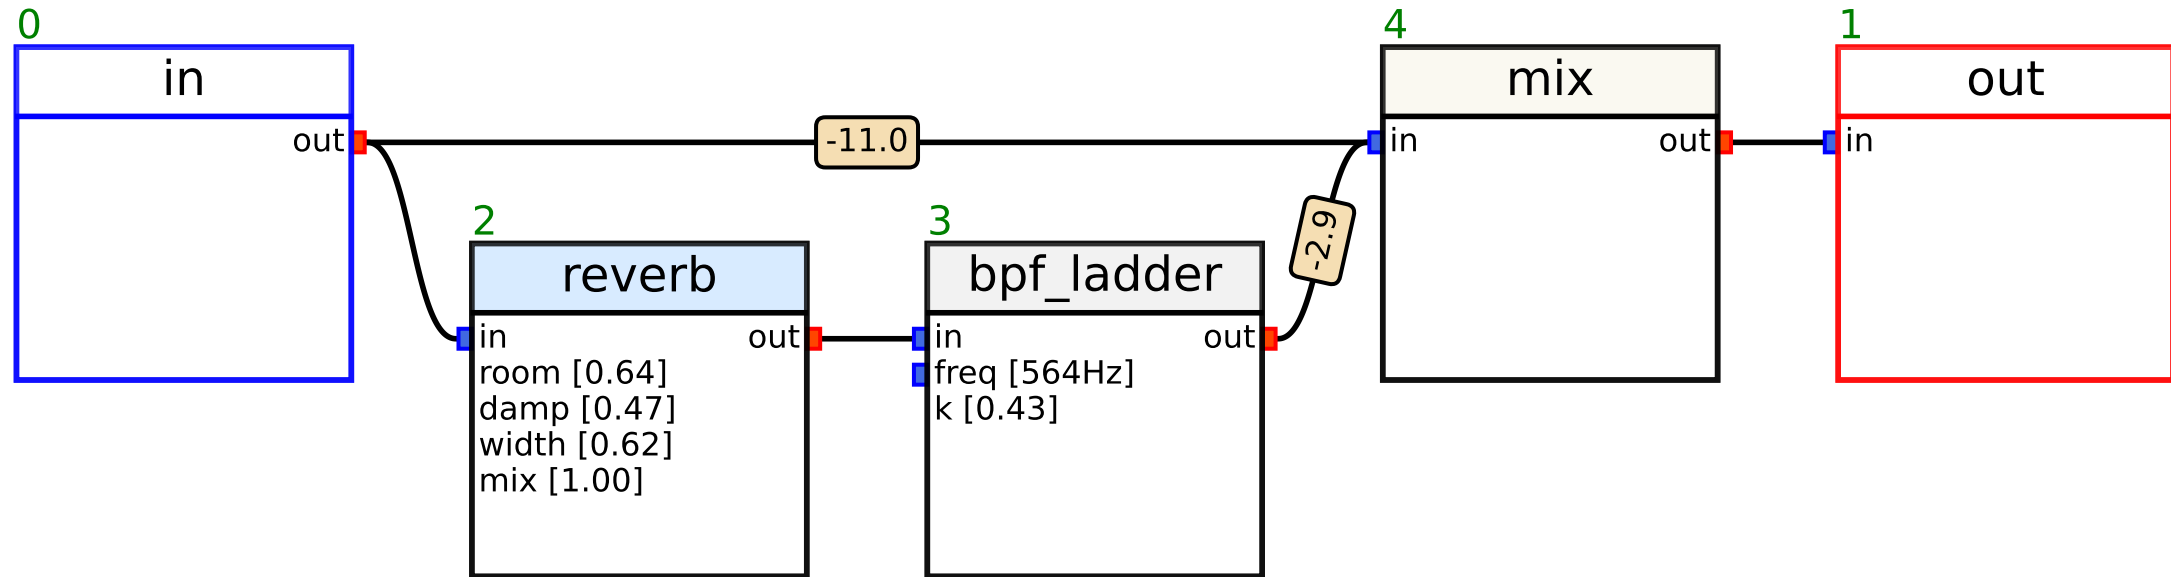 0
in
out
-11.0
2
reverb
in
out
room [0.64]
damp [0.47]
width [0.62]
mix [1.00]
3
bpf_ladder
in
out
freq [564Hz]
k [0.43]
-2.9
4
mix
in
out
1
out
in